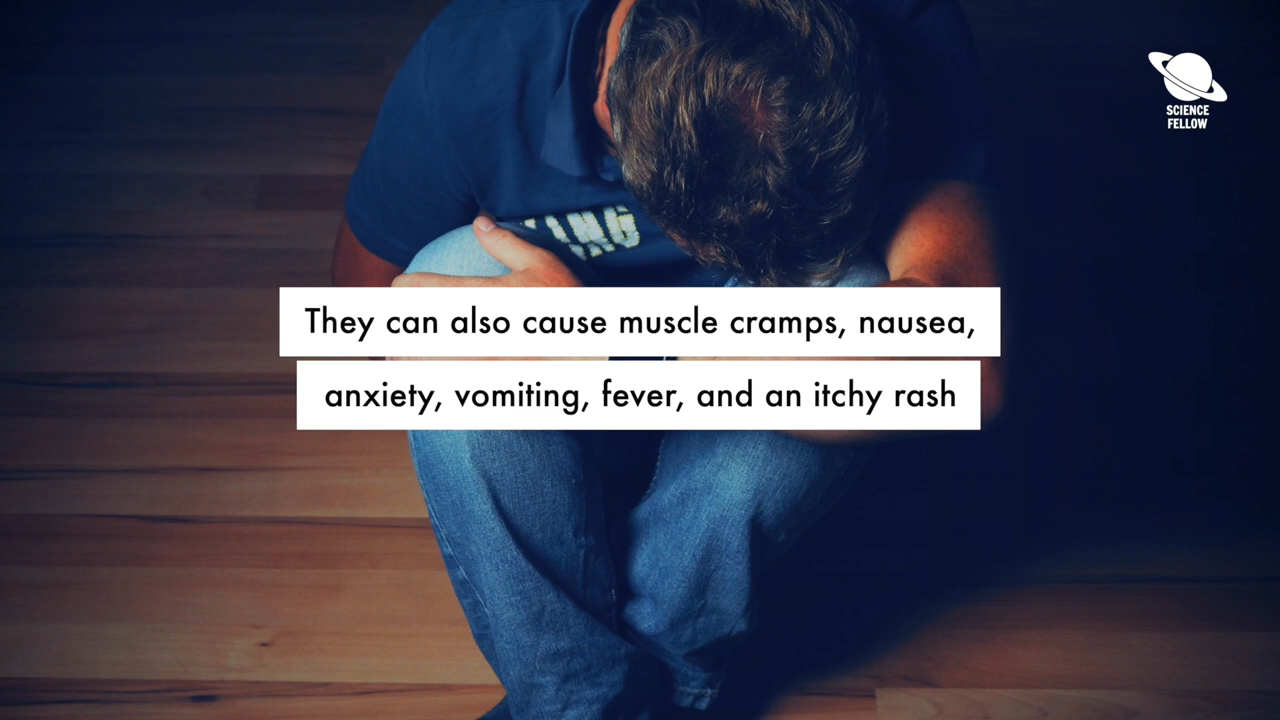 SCIENCE
FELLOW
They can also cause muscle cramps, nausea,
anxiety, vomiting, fever, and an itchy rash